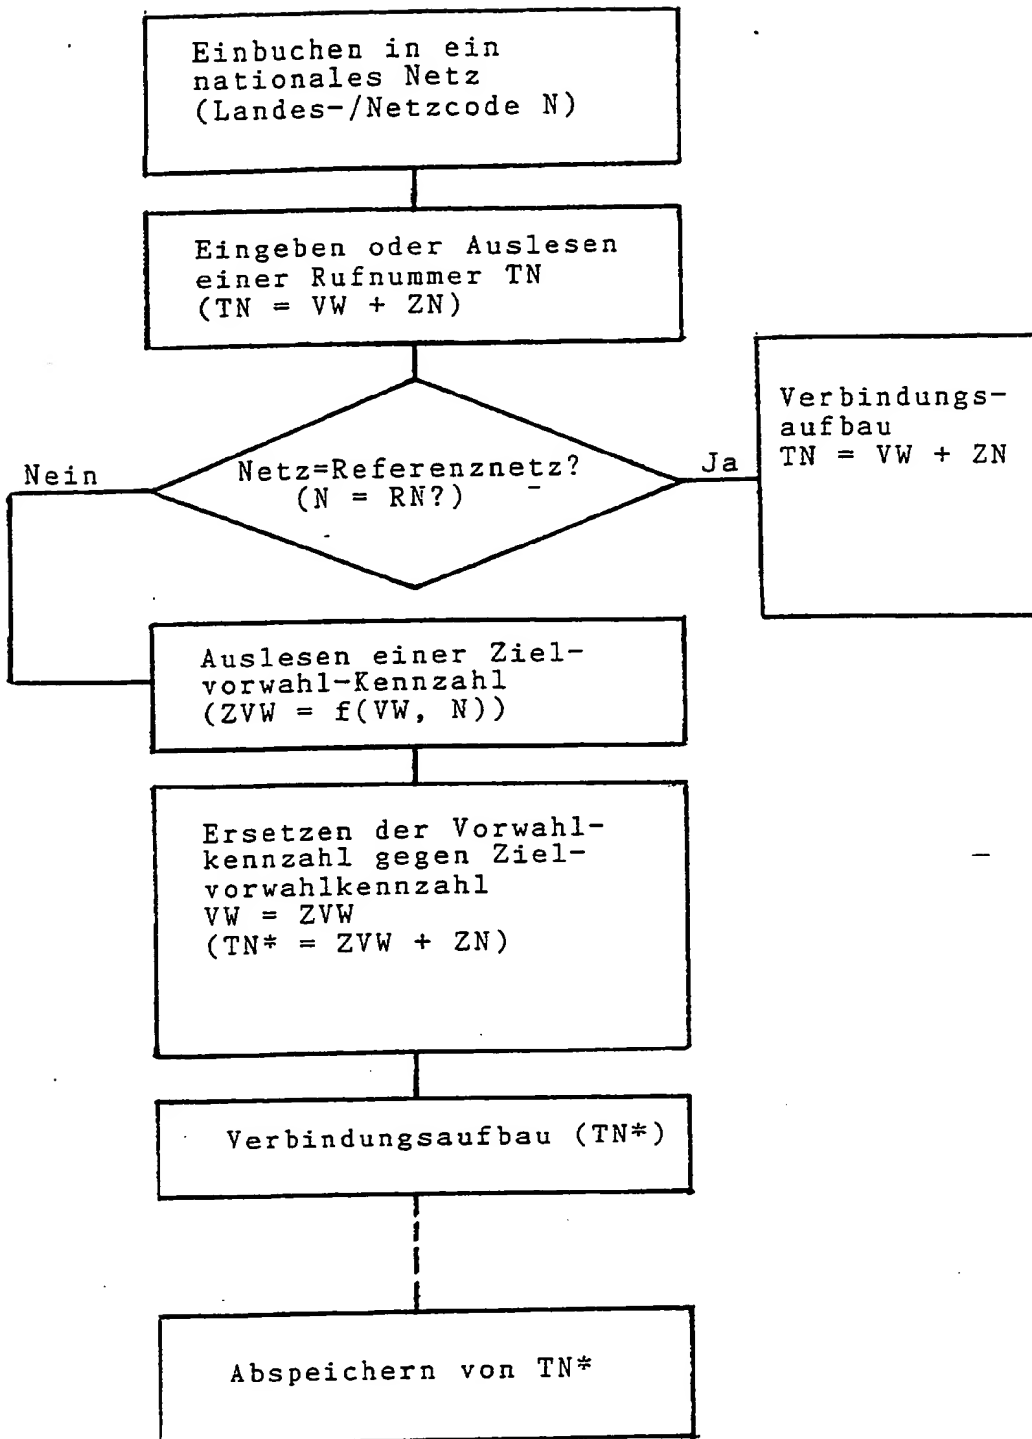 Einbuchen in ein
nationales Netz
(Landes-/Netzcode N)
Eingeben oder Auslesen
einer Rufnummer TN
(TN = VW + ZN)
Netz=Referenznetz?
(N = RN?)
Nein
Ja
Verbindungs-
aufbau
TN = VW + ZN
Auslesen einer Ziel-
vorwahl-Kennzahl
(ZVW = f(VW, N))
Ersetzen der Vorwahl-
kennzahl gegen Ziel-
vorwahlkennzahl
VW = ZVW
(TN* = ZVW + ZN)
Verbindungsaufbau (TN*)
Abspeichern von TN*